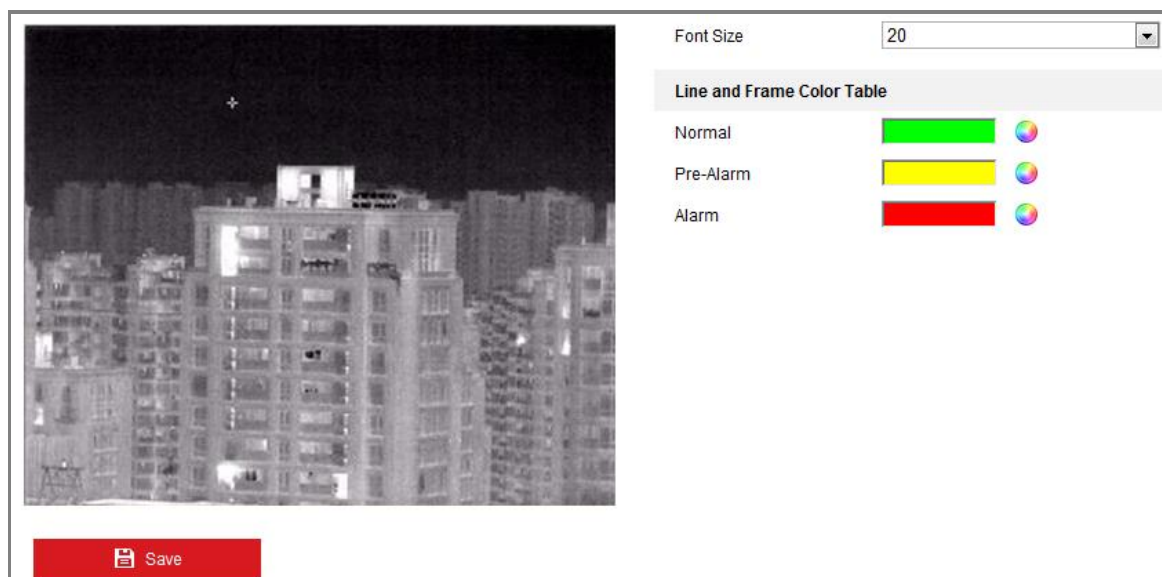 Font Size 20
Line and Frame Color Table
Normal
Pre-Alarm
Alarm
Save